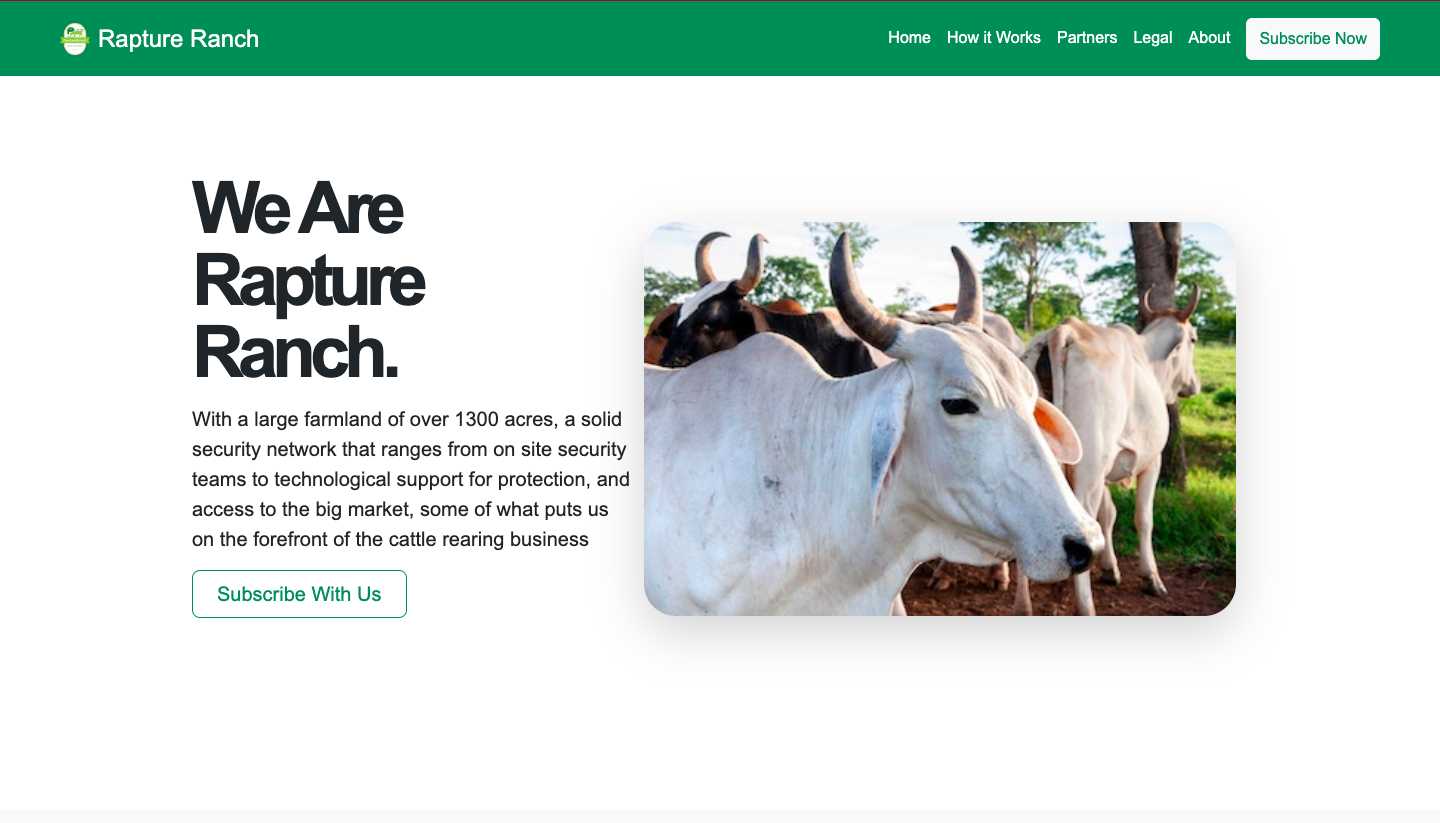 Rapture Ranch
Home How it Works Partners Legal About Subscribe Now
We Are
Rapture
Ranch.
With a large farmland of over 1300 acres, a solid
security network that ranges from on site security
teams to technological support for protection, and
access to the big market, some of what puts us
on the forefront of the cattle rearing business
Subscribe With Us